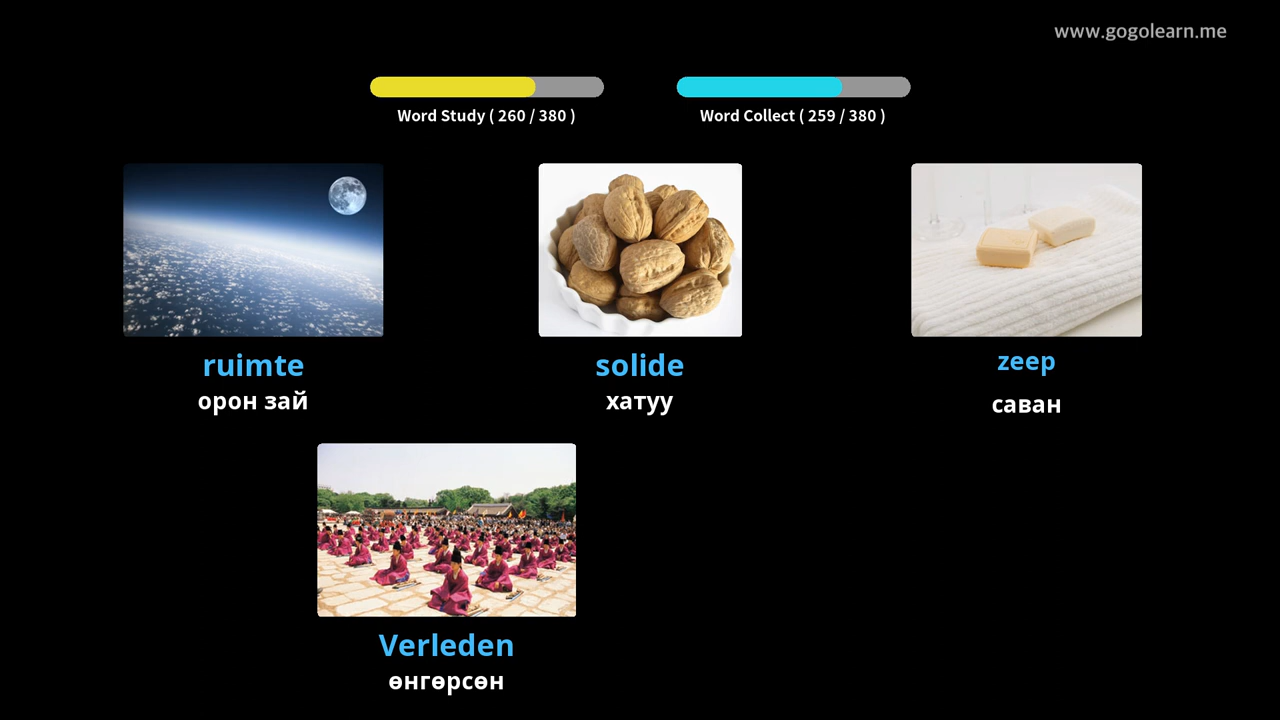 www.gogolearn.me
Word Study ( 260 / 380 )
Word Collect ( 259 / 380 )
ruimte
орон зай
solide
хатуу
zeep
саван
Verleden
өнгөрсөн